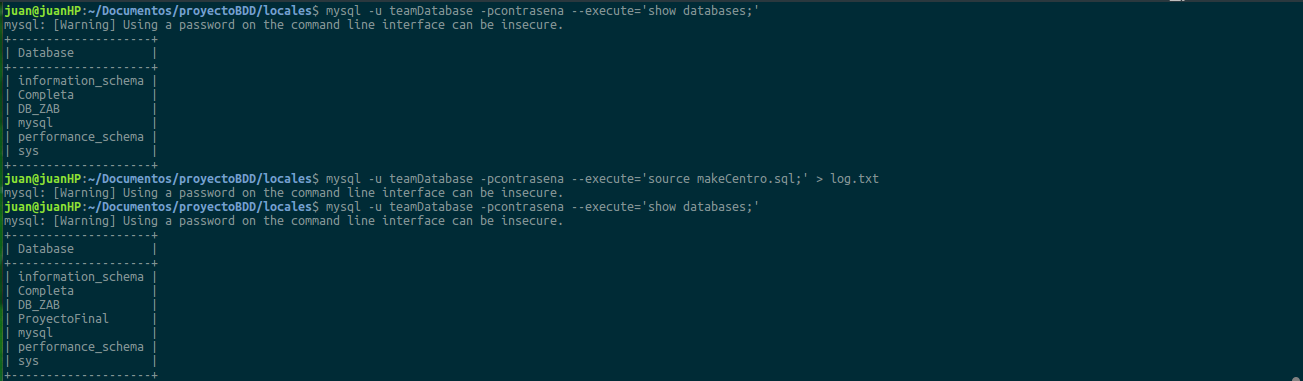 juan@juanHP:~/Documentos/proyectoBDD/locales$ mysql -u teamDatabase -pcontrasena --execute='show databases;'
mysql: [Warning] Using a password on the command line interface can be insecure.
+--------------------+
| Database           |
+--------------------+
| information_schema |
| Completa           |
| DB_ZAB             |
| mysql              |
| performance_schema |
| sys                |
+--------------------+
juan@juanHP:~/Documentos/proyectoBDD/locales$ mysql -u teamDatabase -pcontrasena --execute='source makeCentro.sql;' > log.txt
mysql: [Warning] Using a password on the command line interface can be insecure.
juan@juanHP:~/Documentos/proyectoBDD/locales$ mysql -u teamDatabase -pcontrasena --execute='show databases;'
mysql: [Warning] Using a password on the command line interface can be insecure.
+--------------------+
| Database           |
+--------------------+
| information_schema |
| Completa           |
| DB_ZAB             |
| ProyectoFinal      |
| mysql              |
| performance_schema |
| sys                |
+--------------------+